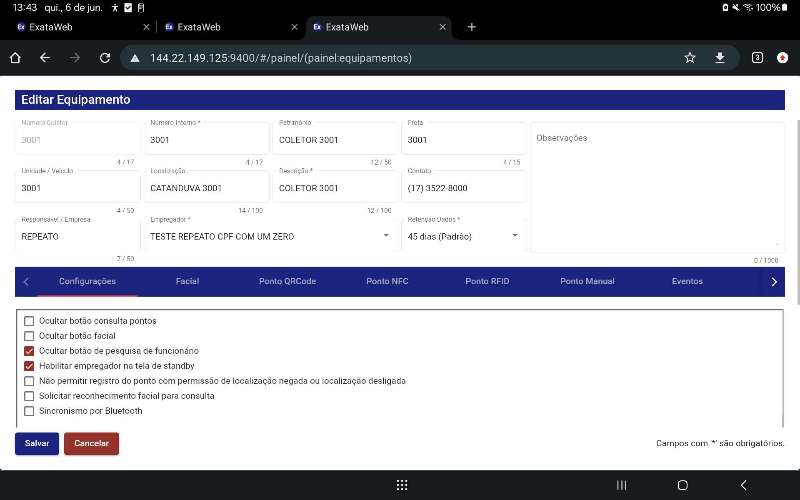 13:43 qui., 6 de jun. 100%
ExataWeb ExataWeb ExataWeb
144.22.149.125:9400/#/painel/(painel:equipamentos) 3
Editar Equipamento
Número Coletor Número Interno * Patrimônio Frota
3001 3001 COLETOR 3001 3001 Observações
4 / 17 4 / 17 12 / 50 4 / 15
Unidade / Veículo Localização Descrição * Contato
3001 CATANDUVA 3001 COLETOR 3001 (17) 3522-8000
4 / 50 14 / 100 12 / 100
Responsável / Empresa Empregador * Retenção Dados *
REPEATO TESTE REPEATO CPF COM UM ZERO 45 dias (Padrão)
7 / 50 0 / 1000
Configurações Facial Ponto QRCode Ponto NFC Ponto RFID Ponto Manual Eventos
Ocultar botão consulta pontos
Ocultar botão facial
Ocultar botão de pesquisa de funcionário
Habilitar empregador na tela de standby
Não permitir registro do ponto com permissão de localização negada ou localização desligada
Solicitar reconhecimento facial para consulta
Sincronismo por Bluetooth
Salvar Cancelar Campos com '*' são obrigatórios.